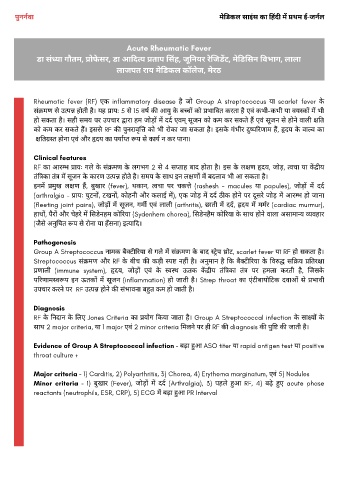 पुनर्नवा
मेडिकल साइंस का हिंदी में प्रथम ई-जर्नल
Acute Rheumatic Fever
डा संध्या गौतम, प्रोफ़ेसर, डा आदित्य प्रताप सिंह, जूनियर रेजिडेंट, मेडिसिन विभाग, लाला लाजपत राय मेडिकल कॉलेज, मेरठ
Rheumatic fever (RF) एक inflammatory disease है जो Group A streptococcus या scarlet fever के
संक्रमण से उत्पन्न होती है। यह प्रायः 5 से 15 वर्ष की आयु के बच्चों को प्रभावित करता है एवं कभी-कभी या वयस्कों में भी
हो सकता है। सही समय पर उपचार द्वारा हम जोड़ों में दर्द एवम् सूजन को कम कर सकते हैं एवं सूजन से होने वाली क्षति
को कम कर सकते हैं। इससे RF की पुनरावृत्ति को भी रोका जा सकता है। इसके गंभीर दुष्परिणाम हैं, हृदय के वाल्व का
क्षतिग्रस्त होना एवं और हृदय का पर्याप्त रूप से कार्य न कर पाना।
Clinical features
RF का आरम्भ प्रायः गले के संक्रमण के लगभग 2 से 4 सप्ताह बाद होता है। इस के लक्षण हृदय, जोड़, त्वचा या केंद्रीय
तंत्रिका तंत्र में सूजन के कारण उत्पन्न होते है। समय के साथ इन लक्षणों में बदलाव भी आ सकता है।
इनमें प्रमुख लक्षण हैं, बुखार (fever), थकान, त्वचा पर चकत्ते (rashesh - macules या papules), जोड़ों में दर्द
(arthralgia - प्रायः घुटनों, टखनों, कोहनी और कलाई में), एक जोड़ में दर्द ठीक होने पर दूसरे जोड़ में आरम्भ हो जाना
(fleeting joint pains), जोड़ों में सूजन, गर्मी एवं लाली (arthritis), छाती में दर्द, हृदय में मर्मर (cardiac murmur),
हाथों, पैरों और चेहरे में सिडेनहम कोरिया (Sydenhem chorea), सिडेनहैम कोरिया के साथ होने वाला असामान्य व्यवहार
(जैसे अनुचित रूप से रोना या हँसना) इत्यादि।
Pathogenesis
Group A Streptococcus नामक बैक्टीरिया से गले में संक्रमण के बाद स्ट्रेप थ्रोट, scarlet fever या RF हो सकता है।
Streptococcus संक्रमण और RF के बीच की कड़ी स्पष्ट नहीं है। अनुमान है कि बैक्टीरिया के विरुद्ध सक्रिय प्रतिरक्षा
प्रणाली (immune system), हृदय, जोड़ों एवं के स्वस्थ ऊतक केंद्रीय तंत्रिका तंत्र पर हमला करती है, जिसके
परिणामस्वरूप इन ऊतकों में सूजन (inflammation) हो जाती है। Strep throat का एंटीबायोटिक दवाओं से प्रभावी
उपचार करने पर RF उत्पन्न होने की संभावना बहुत कम हो जाती है।
Diagnosis
RF के निदान के लिए Jones Criteria का प्रयोग किया जाता है। Group A Streptococcal infection के साक्ष्यों के
साथ 2 major criteria, या 1 major एवं 2 minor criteria मिलने पर ही RF की diagnosis की पुष्टि की जाती है।
Evidence of Group A Streptococcal infection - बढ़ा हुआ ASO titer या rapid antigen test या positive
throat culture +
Major criteria - 1) Carditis, 2) Polyarthritis, 3) Chorea, 4) Erythema marginatum, एवं 5) Nodules
Minor criteria - 1) बुखार (Fever), जोड़ों में दर्द (Arthralgia), 3) पहले हुआ RF, 4) बढ़े हुए acute phase
reactants (neutrophils, ESR, CRP), 5) ECG में बढ़ा हुआ PR Interval